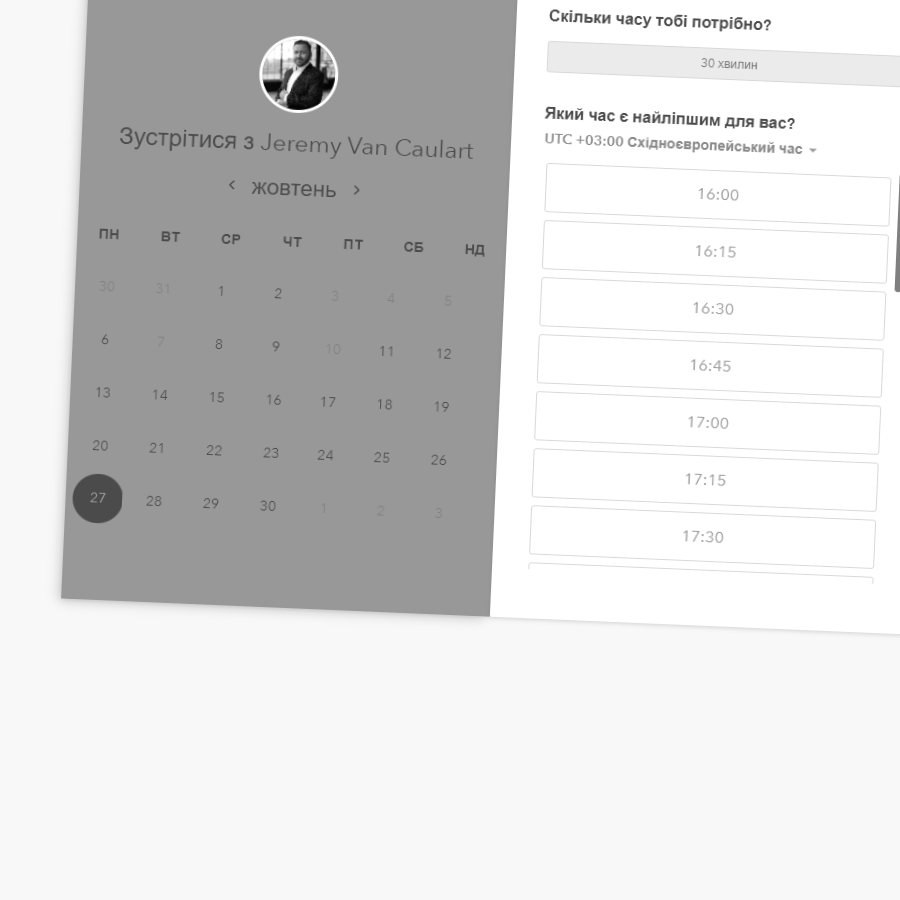 Зустрітися з Jeremy Van Caulart
жовтень
ПН ВТ СР ЧТ ПТ СБ НД
30 31 1 2 3 4 5
6 7 8 9 10 11 12
13 14 15 16 17 18 19
20 21 22 23 24 25 26
27 28 29 30 1 2 3
Скільки часу тобі потрібно?
30 хвилин
Який час є найліпшим для вас?
UTC +03:00 Східноєвропейський час
16:00
16:15
16:30
16:45
17:00
17:15
17:30